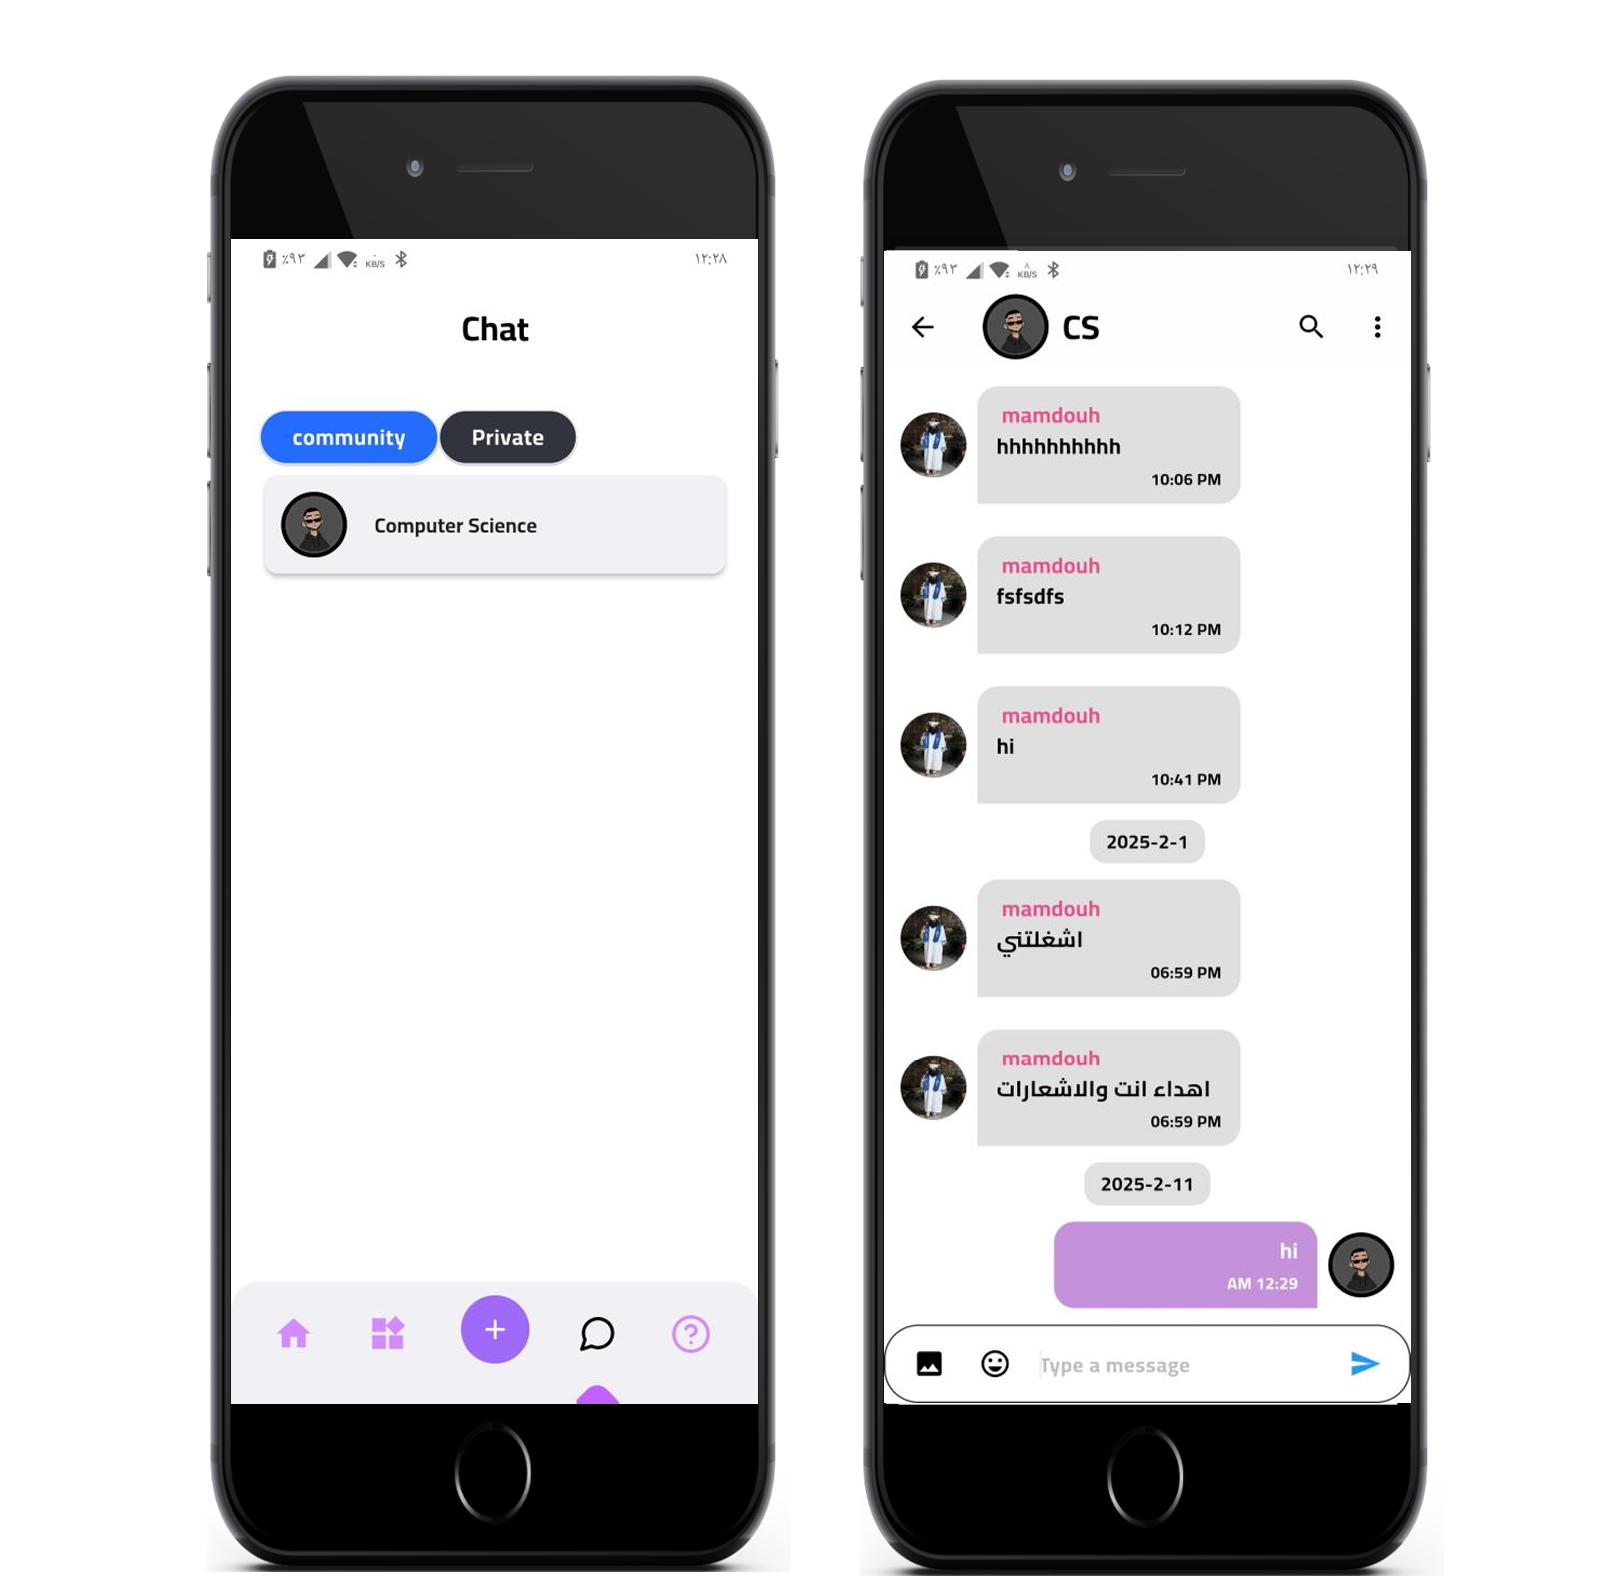 ٪٩٣
KB/S
١٢:٢٨
Chat
community
Private
Computer Science
٪٩٢
٨
KB/S
١٢:٢٩
CS
mamdouh
hhhhhhhhhh
10:06 PM
mamdouh
fsfsdfs
10:12 PM
mamdouh
hi
10:41 PM
2025-2-1
mamdouh
اشغلتني
06:59 PM
mamdouh
اهداء انت والاشعارات
06:59 PM
2025-2-11
hi
AM 12:29
Type a message